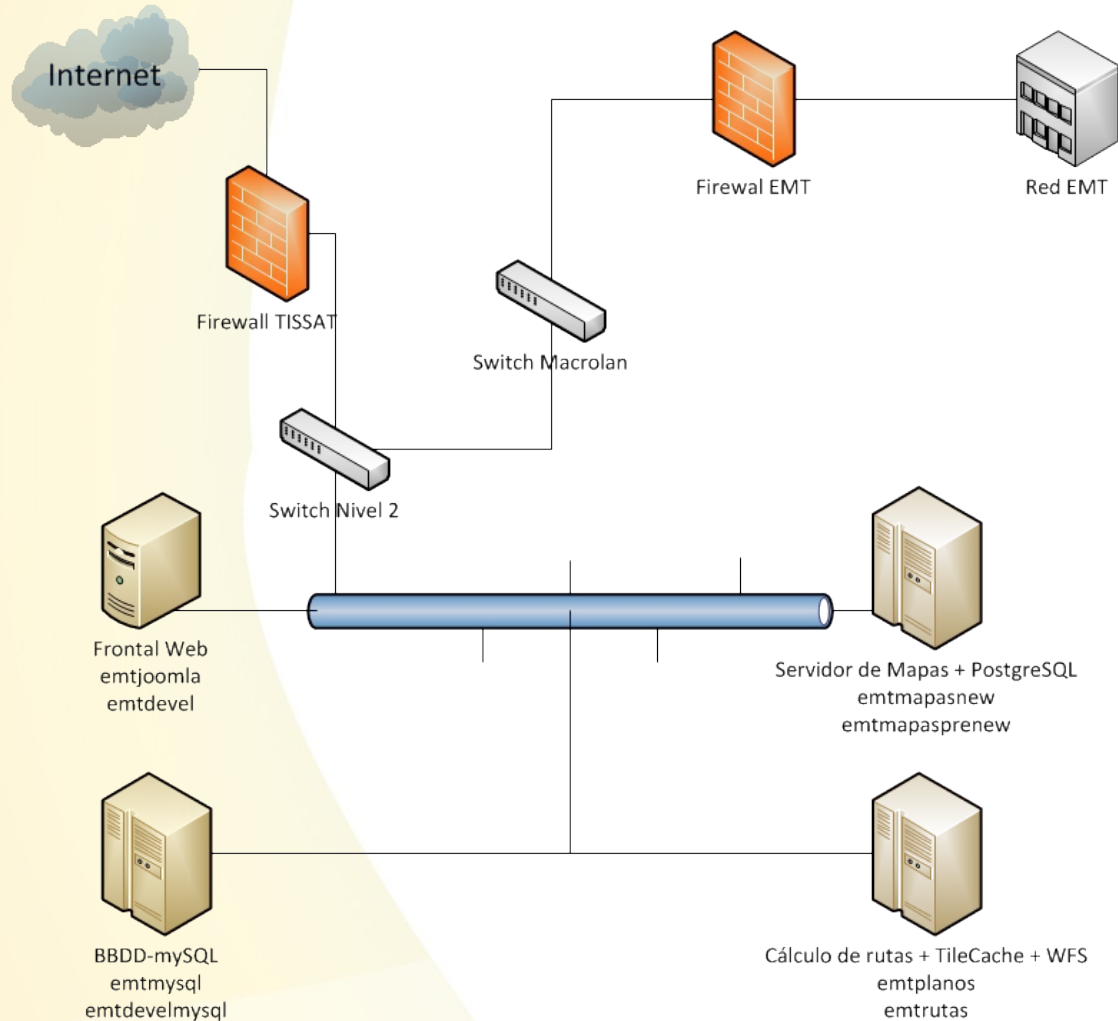 Internet
Firewal EMT
Red EMT
Firewall TISSAT
Switch Macrolan
Switch Nivel 2
Frontal Web
emtjoomla
emtdevel
Servidor de Mapas + PostgreSQL
emtmapasnew
emtmapasprenew
BBDD-mySQL
emtmysql
emtdevelmysql
Cálculo de rutas + TileCache + WFS
emtplanos
emtrutas